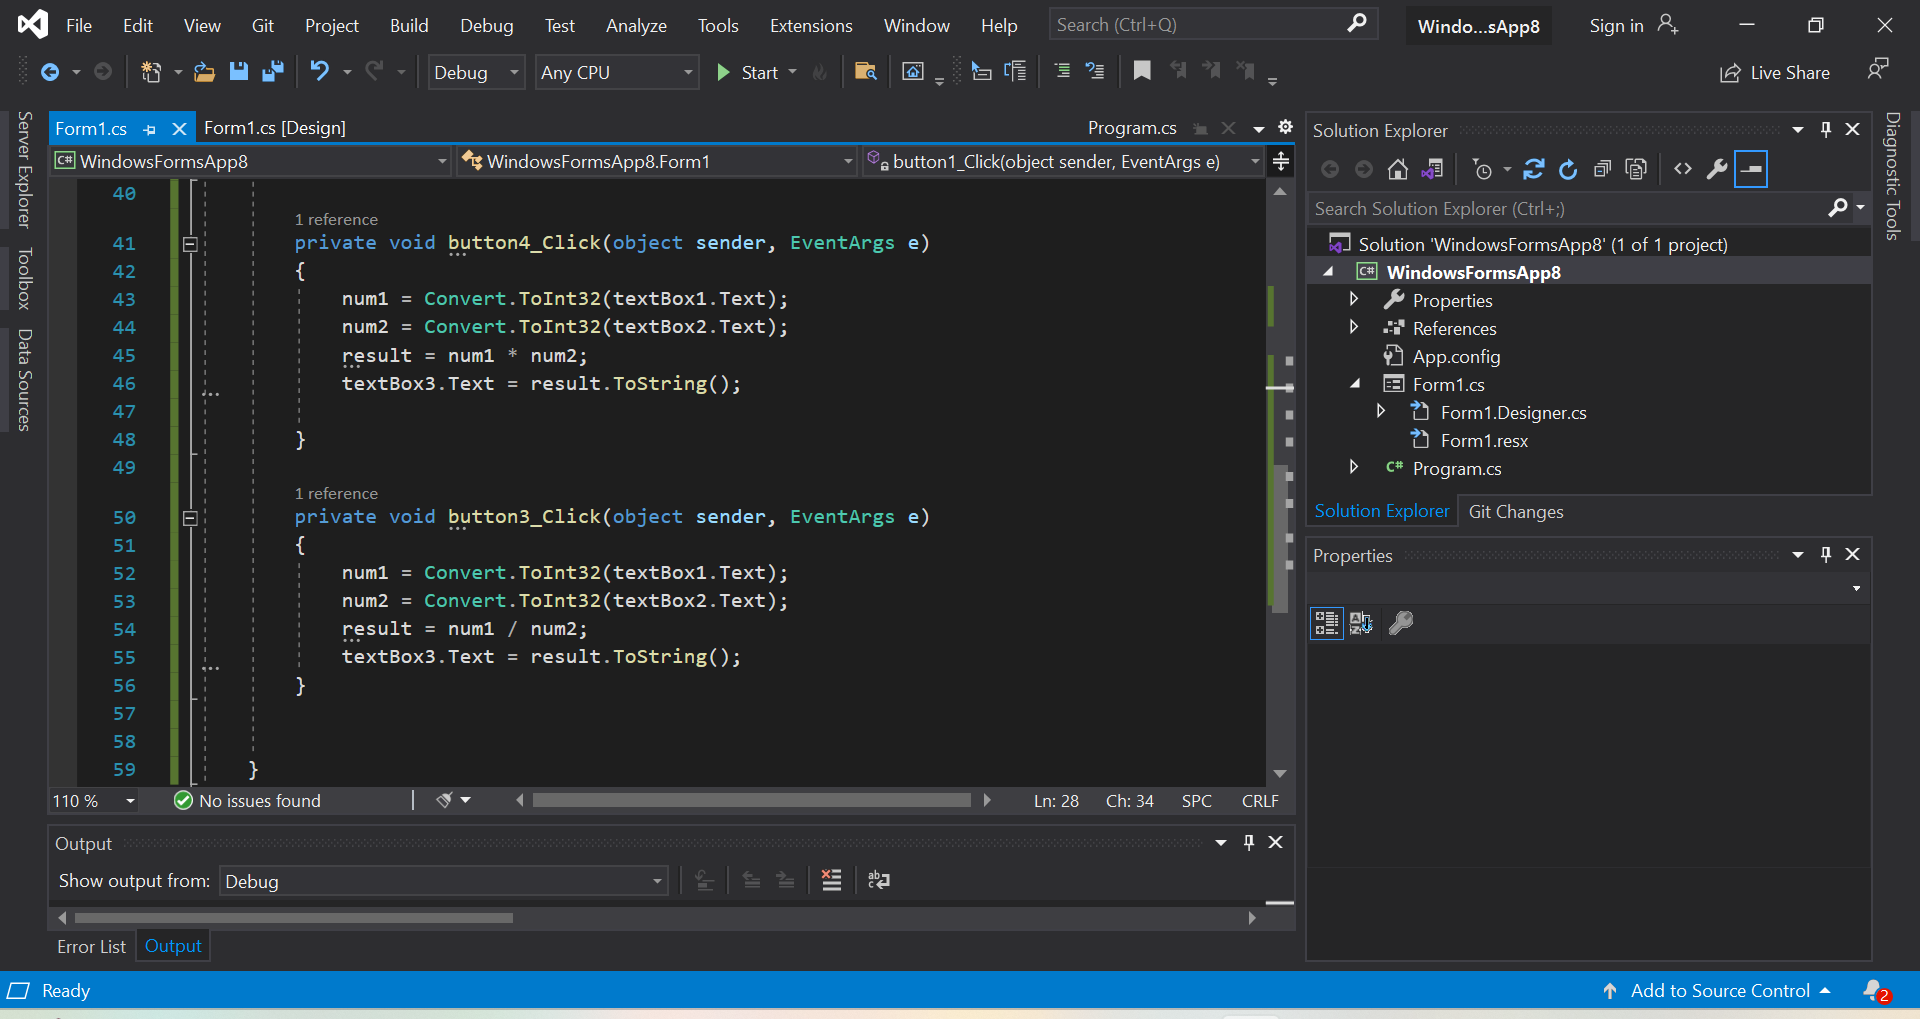 File Edit View Git Project Build Debug Test Analyze Tools Extensions Window Help Search (Ctrl+Q) Windo...sApp8 Sign in
Debug Any CPU Start Live Share
Server Explorer
Toolbox
Data Sources
Form1.cs Form1.cs [Design] Program.cs
C# WindowsFormsApp8 WindowsFormsApp8.Form1 button1_Click(object sender, EventArgs e)
40
1 reference
41 private void button4_Click(object sender, EventArgs e)
42 {
43 num1 = Convert.ToInt32(textBox1.Text);
44 num2 = Convert.ToInt32(textBox2.Text);
45 result = num1 * num2;
46 textBox3.Text = result.ToString();
47
48 }
49
1 reference
50 private void button3_Click(object sender, EventArgs e)
51 {
52 num1 = Convert.ToInt32(textBox1.Text);
53 num2 = Convert.ToInt32(textBox2.Text);
54 result = num1 / num2;
55 textBox3.Text = result.ToString();
56 }
57
58
59 }
110 % No issues found Ln: 28 Ch: 34 SPC CRLF
Output
Show output from: Debug
Error List Output
Solution Explorer
Search Solution Explorer (Ctrl+;)
Solution 'WindowsFormsApp8' (1 of 1 project)
C# WindowsFormsApp8
Properties
References
App.config
Form1.cs
Form1.Designer.cs
Form1.resx
C# Program.cs
Solution Explorer Git Changes
Properties
Diagnostic Tools
Ready Add to Source Control 2